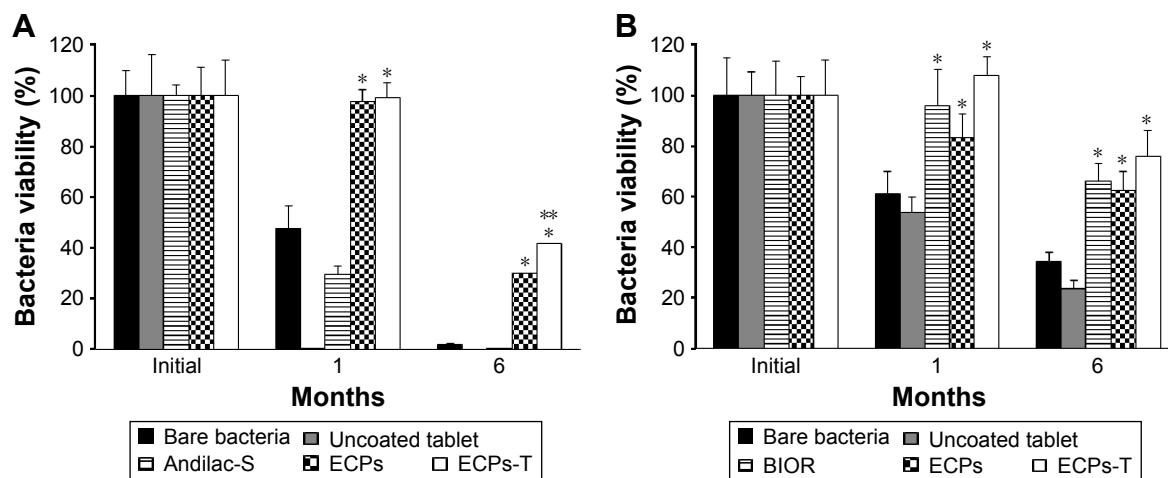 A
Bacteria viability (%)
120
100
80
60
40
20
0
* *
**
* *
Initial 1 6
Months
Bare bacteria Uncoated tablet
Andilac-S ECPs ECPs-T
B
Bacteria viability (%)
120
100
80
60
40
20
0
* * *
* * *
Initial 1 6
Months
Bare bacteria Uncoated tablet
BIOR ECPs ECPs-T